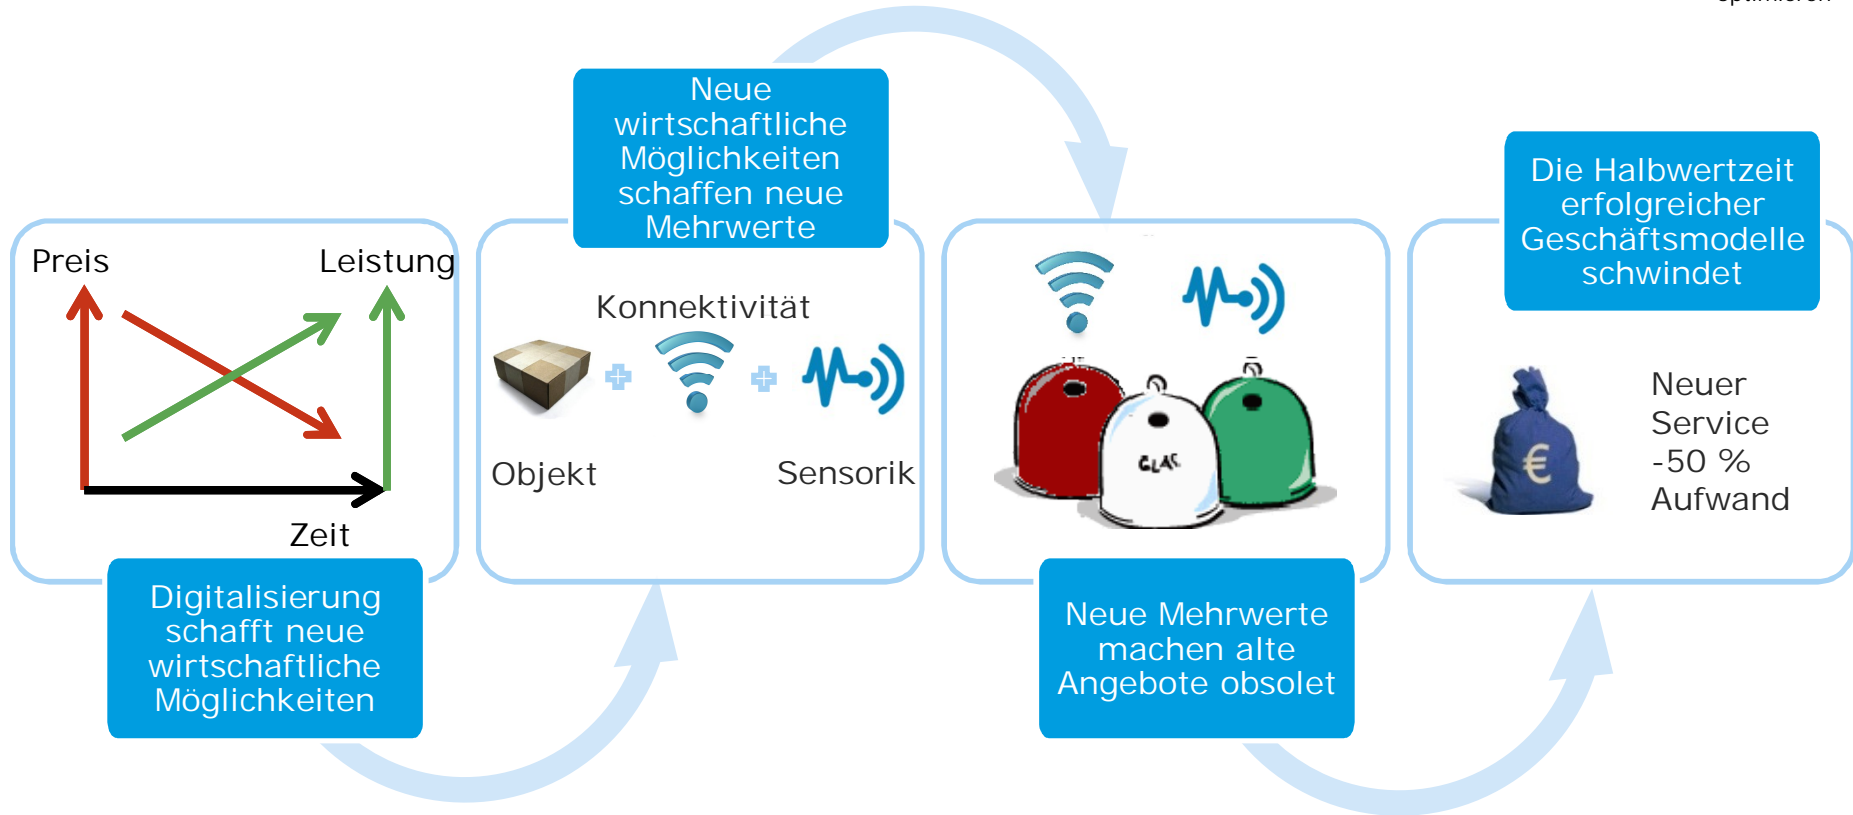 optimieren
Preis
Leistung
Zeit
Digitalisierung
schafft neue
wirtschaftliche
Möglichkeiten
Neue
wirtschaftliche
Möglichkeiten
schaffen neue
Mehrwerte
Konnektivität
Objekt
Sensorik
GLAS
Neue Mehrwerte
machen alte
Angebote obsolet
Die Halbwertzeit
erfolgreicher
Geschäftsmodelle
schwindet
€
Neuer
Service
-50 %
Aufwand